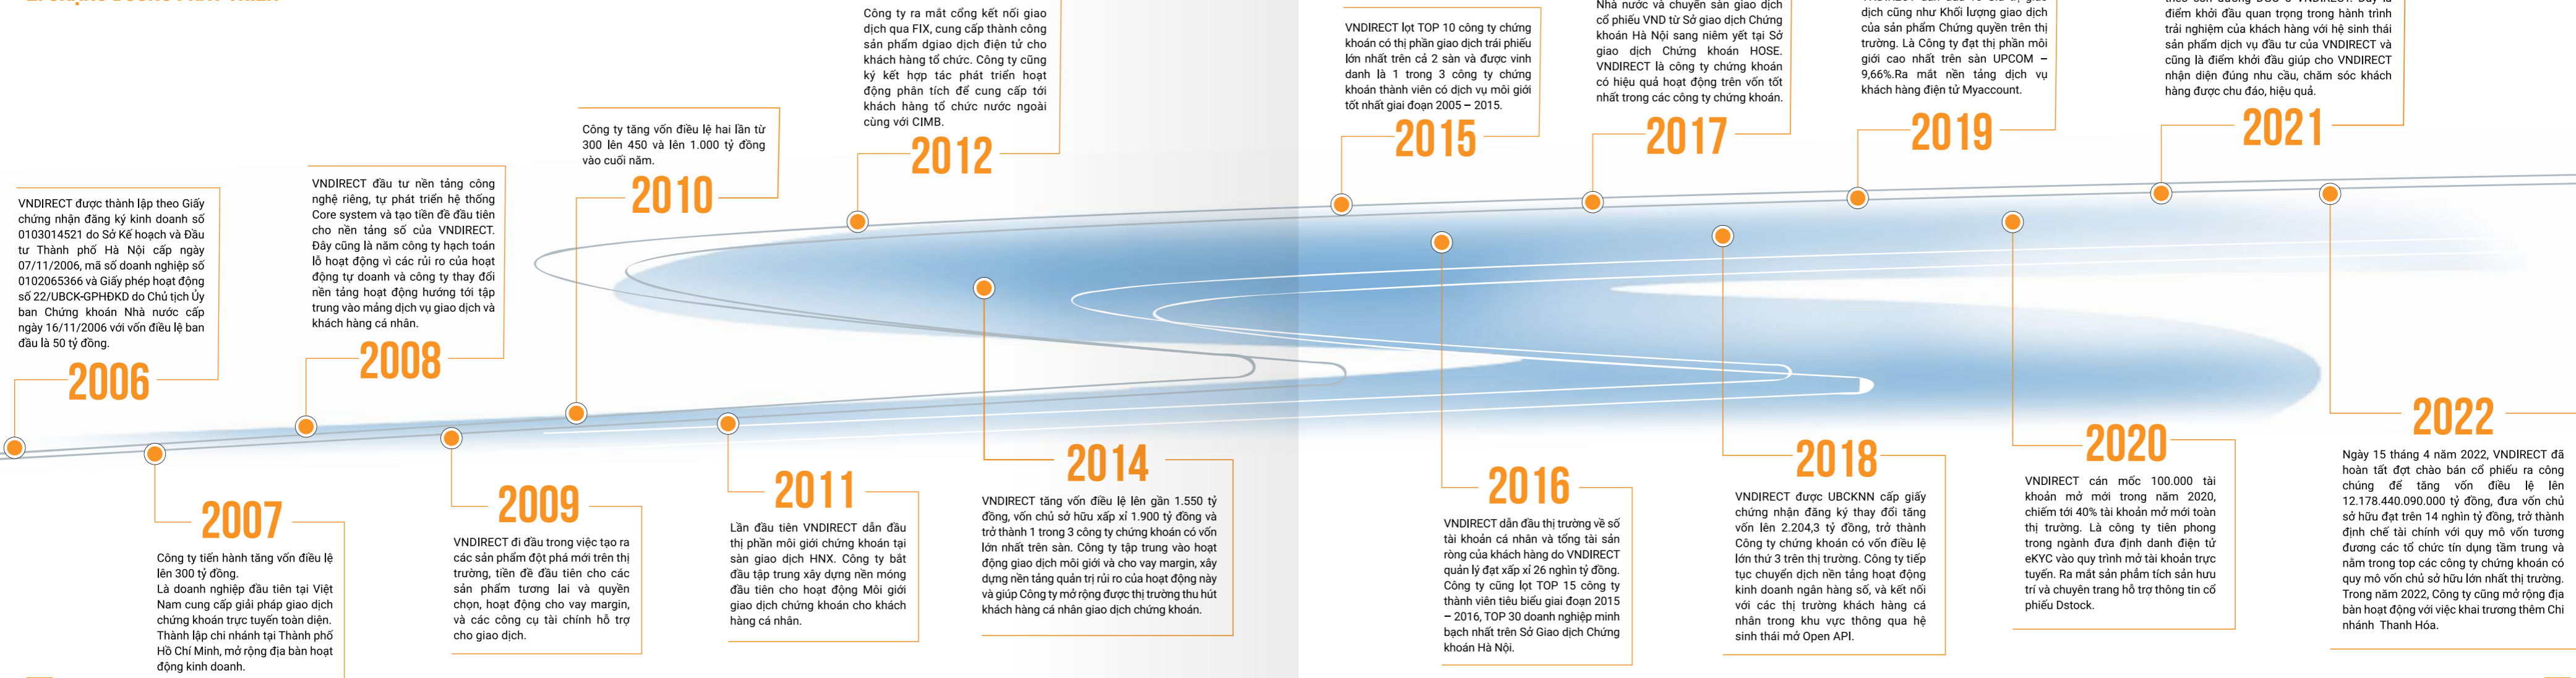 VNDIRECT được thành lập theo Giấy
chứng nhận đăng ký kinh doanh số
0103014521 do Sở Kế hoạch và Đầu
tư Thành phố Hà Nội cấp ngày
07/11/2006, mã số doanh nghiệp số
0102065366 và Giấy phép hoạt động
số 22/UBCK-GPHĐKD do Chủ tịch Ủy
ban Chứng khoán Nhà nước cấp
ngày 16/11/2006 với vốn điều lệ ban
đầu là 50 tỷ đồng.
2006
2007
Công ty tiến hành tăng vốn điều lệ
lên 300 tỷ đồng.
Là doanh nghiệp đầu tiên tại Việt
Nam cung cấp giải pháp giao dịch
chứng khoán trực tuyến toàn diện.
Thành lập chi nhánh tại Thành phố
Hồ Chí Minh, mở rộng địa bàn hoạt
động kinh doanh.
VNDIRECT đầu tư nền tảng công
nghệ riêng, tự phát triển hệ thống
Core system và tạo tiền đề đầu tiên
cho nền tảng số của VNDIRECT.
Đây cũng là năm công ty hạch toán
lỗ hoạt động vì các rủi ro của hoạt
động tự doanh và công ty thay đổi
nền tảng hoạt động hướng tới tập
trung vào mảng dịch vụ giao dịch và
khách hàng cá nhân.
2008
2009
VNDIRECT đi đầu trong việc tạo ra
các sản phẩm đột phá mới trên thị
trường, tiền đề đầu tiên cho các
sản phẩm tương lai và quyền
chọn, hoạt động cho vay margin,
và các công cụ tài chính hỗ trợ
cho giao dịch.
Công ty tăng vốn điều lệ hai lần từ
300 lên 450 và lên 1.000 tỷ đồng
vào cuối năm.
2010
2011
Lần đầu tiên VNDIRECT dẫn đầu
thị phần môi giới chứng khoán tại
sàn giao dịch HNX. Công ty bắt
đầu tập trung xây dựng nền móng
đầu tiên cho hoạt động Môi giới
giao dịch chứng khoán cho khách
hàng cá nhân.
Công ty ra mắt cổng kết nối giao
dịch qua FIX, cung cấp thành công
sản phẩm dgiao dịch điện tử cho
khách hàng tổ chức. Công ty cũng
ký kết hợp tác phát triển hoạt
động phân tích để cung cấp tới
khách hàng tổ chức nước ngoài
cùng với CIMB.
2012
2014
VNDIRECT tăng vốn điều lệ lên gần 1.550 tỷ
đồng, vốn chủ sở hữu xấp xỉ 1.900 tỷ đồng và
trở thành 1 trong 3 công ty chứng khoán có vốn
lớn nhất trên sàn. Công ty tập trung vào hoạt
động giao dịch môi giới và cho vay margin, xây
dựng nền tảng quản trị rủi ro của hoạt động này
và giúp Công ty mở rộng được thị trường thu hút
khách hàng cá nhân giao dịch chứng khoán.
VNDIRECT lọt TOP 10 công ty chứng
khoán có thị phần giao dịch trái phiếu
lớn nhất trên cả 2 sàn và được vinh
danh là 1 trong 3 công ty chứng
khoán thành viên có dịch vụ môi giới
tốt nhất giai đoạn 2005 – 2015.
2015
2016
VNDIRECT dẫn đầu thị trường về số
tài khoản cá nhân và tổng tài sản
ròng của khách hàng do VNDIRECT
quản lý đạt xấp xỉ 26 nghìn tỷ đồng.
Công ty cũng lọt TOP 15 công ty
thành viên tiêu biểu giai đoạn 2015
– 2016, TOP 30 doanh nghiệp minh
bạch nhất trên Sở Giao dịch Chứng
khoán Hà Nội.
Nhà nước và chuyển sàn giao dịch
cổ phiếu VND từ Sở giao dịch Chứng
khoán Hà Nội sang niêm yết tại Sở
giao dịch Chứng khoán HOSE.
VNDIRECT là công ty chứng khoán
có hiệu quả hoạt động trên vốn tốt
nhất trong các công ty chứng khoán.
2017
2018
VNDIRECT được UBCKNN cấp giấy
chứng nhận đăng ký thay đổi tăng
vốn lên 2.204,3 tỷ đồng, trở thành
Công ty chứng khoán có vốn điều lệ
lớn thứ 3 trên thị trường. Công ty tiếp
tục chuyển dịch nền tảng hoạt động
kinh doanh ngân hàng số, và kết nối
với các thị trường khách hàng cá
nhân trong khu vực thông qua hệ
sinh thái mở Open API.
dịch cũng như Khối lượng giao dịch
của sản phẩm Chứng quyền trên thị
trường. Là Công ty đạt thị phần môi
giới cao nhất trên sàn UPCOM –
9,66%.Ra mắt nền tảng dịch vụ
khách hàng điện tử Myaccount.
2019
2020
VNDIRECT cán mốc 100.000 tài
khoản mở mới trong năm 2020,
chiếm tới 40% tài khoản mở mới toàn
thị trường. Là công ty tiên phong
trong ngành đưa định danh điện tử
eKYC vào quy trình mở tài khoản trực
tuyến. Ra mắt sản phẩm tích sản hưu
trí và chuyên trang hỗ trợ thông tin cổ
phiếu Dstock.
điểm khởi đầu quan trọng trong hành trình
trải nghiệm của khách hàng với hệ sinh thái
sản phẩm dịch vụ đầu tư của VNDIRECT và
cũng là điểm khởi đầu giúp cho VNDIRECT
nhận diện đúng nhu cầu, chăm sóc khách
hàng được chu đáo, hiệu quả.
2021
2022
Ngày 15 tháng 4 năm 2022, VNDIRECT đã
hoàn tất đợt chào bán cổ phiếu ra công
chúng để tăng vốn điều lệ lên
12.178.440.090.000 tỷ đồng, đưa vốn chủ
sở hữu đạt trên 14 nghìn tỷ đồng, trở thành
định chế tài chính với quy mô vốn tương
đương các tổ chức tín dụng tầm trung và
nằm trong top các công ty chứng khoán có
quy mô vốn chủ sở hữu lớn nhất thị trường.
Trong năm 2022, Công ty cũng mở rộng địa
bàn hoạt động với việc khai trương thêm Chi
nhánh Thanh Hóa.